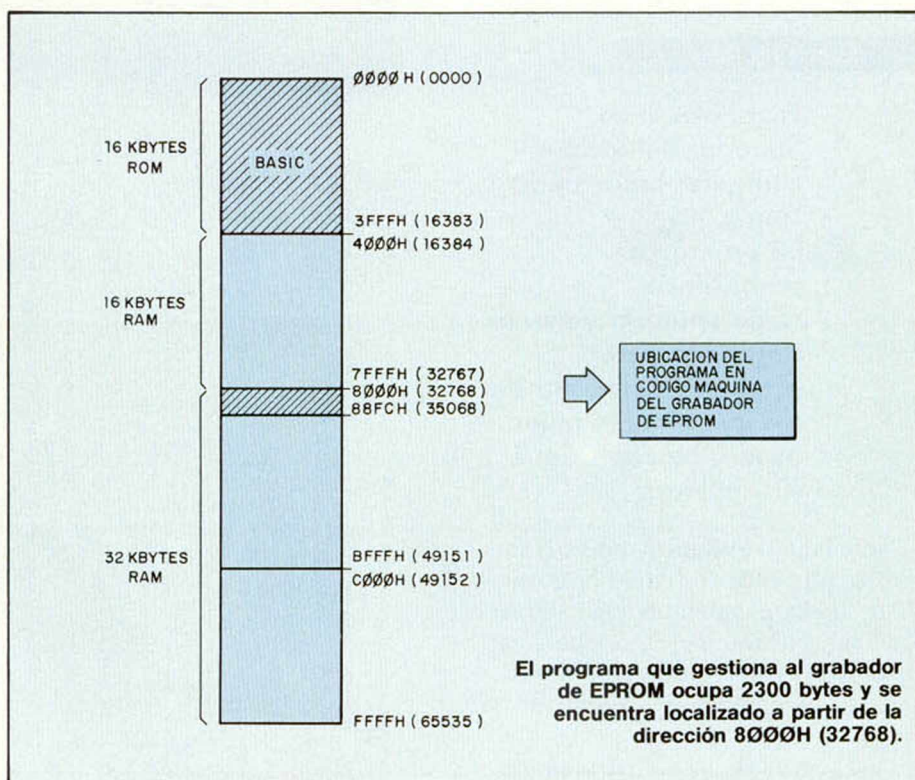 ØØØØ H (OOOO)
16 KBYTES
ROM
BASIC
3FFFH (16383)
4ØØØH (16384)
16 KBYTES
RAM
7FFFH (32767)
8ØØØH (32768)
88FCH (35068)
UBICACION DEL
PROGRAMA EN
CODIGO MAQUINA
DEL GRABADOR
DE EPROM
32 KBYTES
RAM
BFFFH (49151)
CØØØH (49152)
FFFFH (65535)
El programa que gestiona al grabador
de EPROM ocupa 2300 bytes y se
encuentra localizado a partir de la
dirección 8ØØØH (32768).